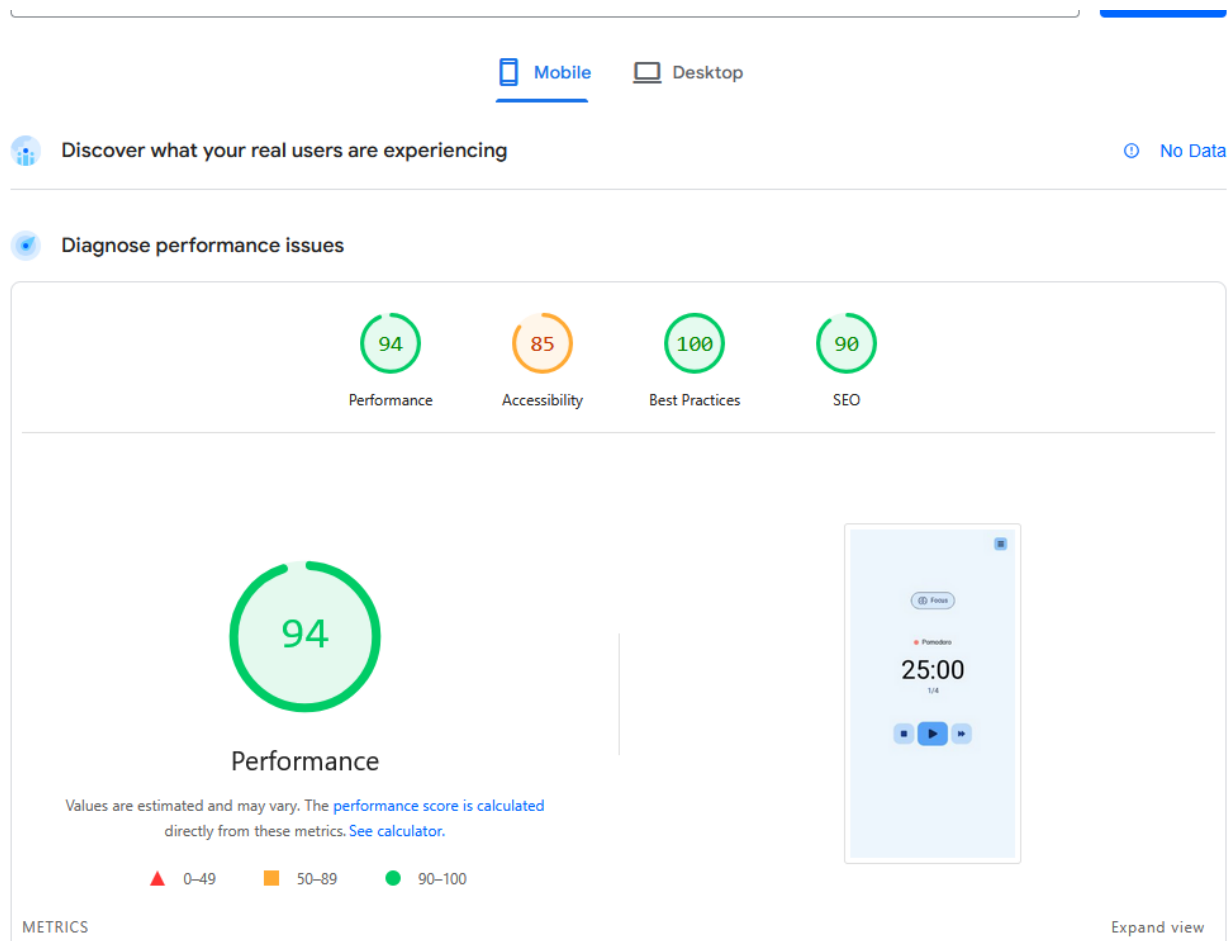 Mobile
Desktop
Discover what your real users are experiencing
No Data
Diagnose performance issues
94
85
100
90
Performance
Accessibility
Best Practices
SEO
94
Performance
Values are estimated and may vary. The performance score is calculated
directly from these metrics. See calculator.
0–49
50–89
90–100
Focus
Pomodoro
25:00
1/4
METRICS
Expand view